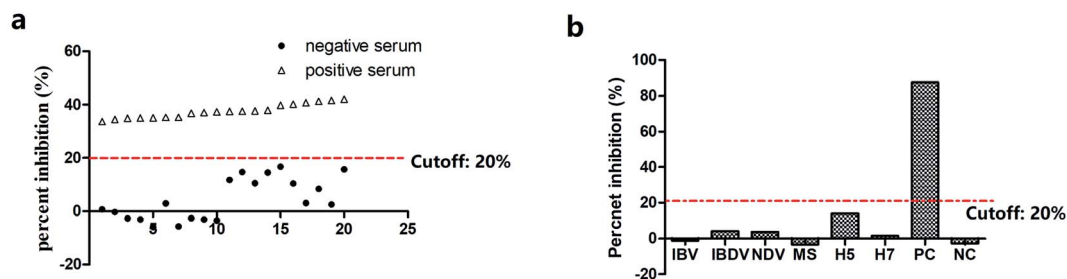 a
percent inhibition (%)
60
40
20
0
-20
5
10
15
20
25
negative serum
positive serum
Cutoff: 20%
b
Percnet inhibition (%)
100
80
60
40
20
0
-20
IBV
IBDV
NDV
MS
H5
H7
PC
NC
Cutoff: 20%